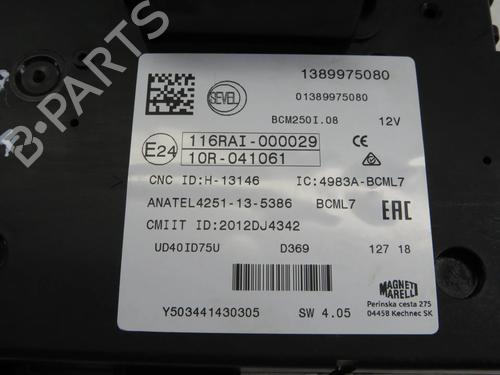 B-PARTS
1389975080
SEVEL
01389975080
BCM250I.08 12V
E24
116RAI-000029
10R-041061
CE
CNC ID:H-13146 IC:4983A-BCML7
ANATEL4251-13-5386 BCML7
EAC
CMIIT ID:2012DJ4342
UD40ID75U D369 127 18
MAGNETI
MARELLI
Perinska cesta 275
04458 Kechnec SK
Y503441430305 SW 4.05